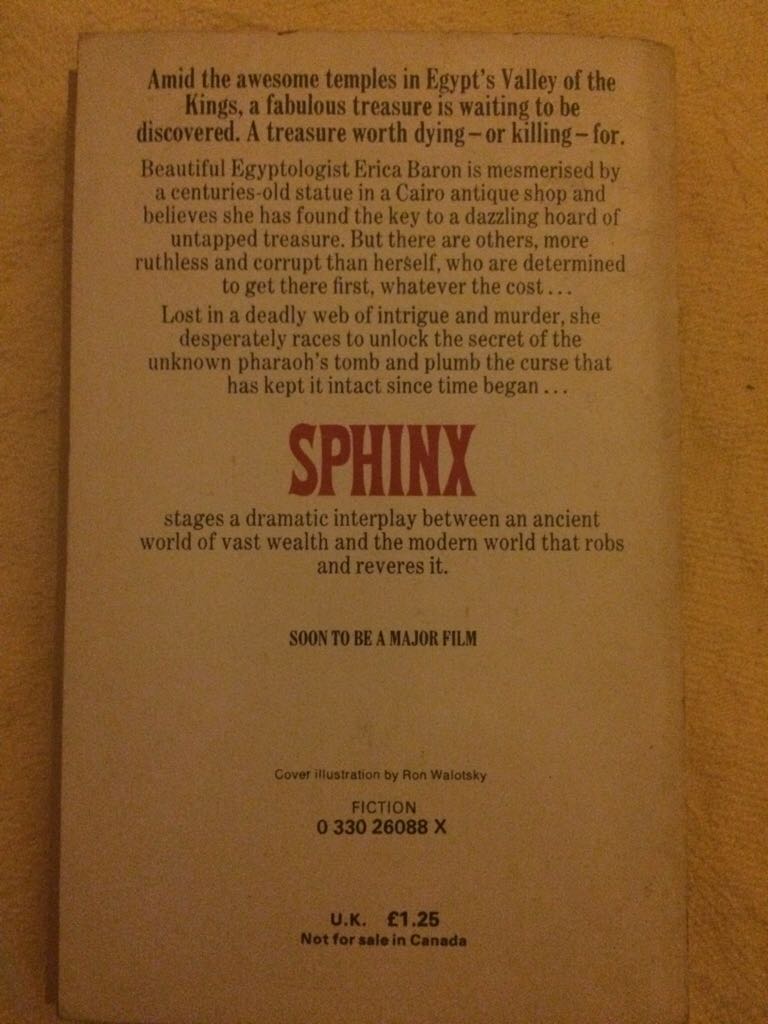 Amid the awesome temples in Egypt's Valley of the
Kings, a fabulous treasure is waiting to be
discovered. A treasure worth dying – or killing – for.
Beautiful Egyptologist Erica Baron is mesmerised by
a centuries-old statue in a Cairo antique shop and
believes she has found the key to a dazzling hoard of
untapped treasure. But there are others, more
ruthless and corrupt than herself, who are determined
to get there first, whatever the cost . . .
Lost in a deadly web of intrigue and murder, she
desperately races to unlock the secret of the
unknown pharaoh's tomb and plumb the curse that
has kept it intact since time began . . .
SPHINX
stages a dramatic interplay between an ancient
world of vast wealth and the modern world that robs
and reveres it.
SOON TO BE A MAJOR FILM
Cover illustration by Ron Walotsky
FICTION
0 330 26088 X
U.K. £1.25
Not for sale in Canada